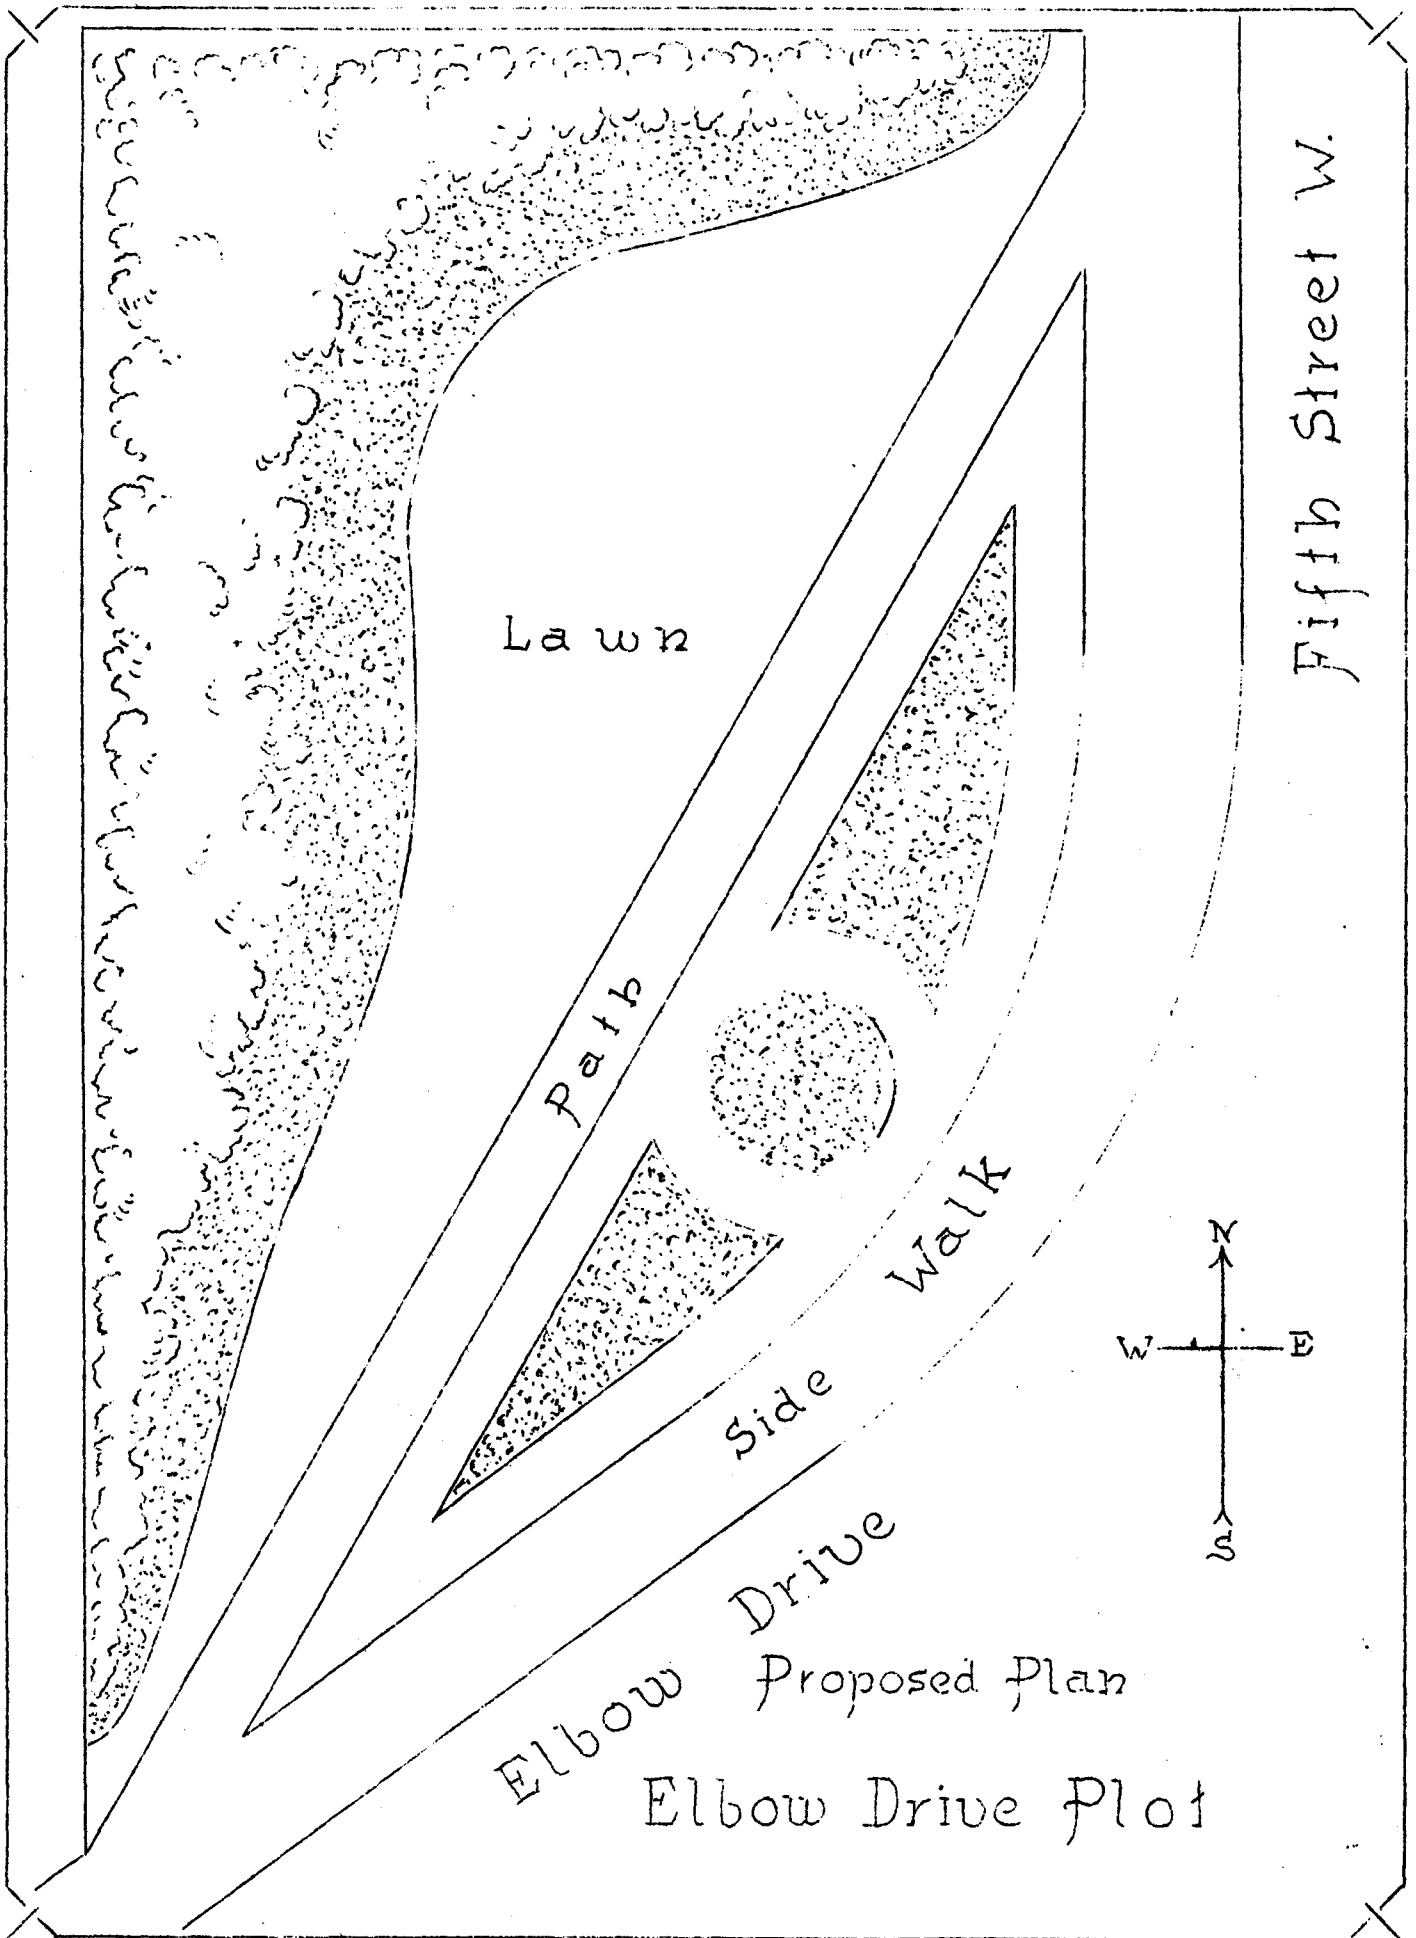 Fifth Street W.
Lawn
Path
Side Walk
N
W E
S
Elbow Drive
Proposed Plan
Elbow Drive Plot